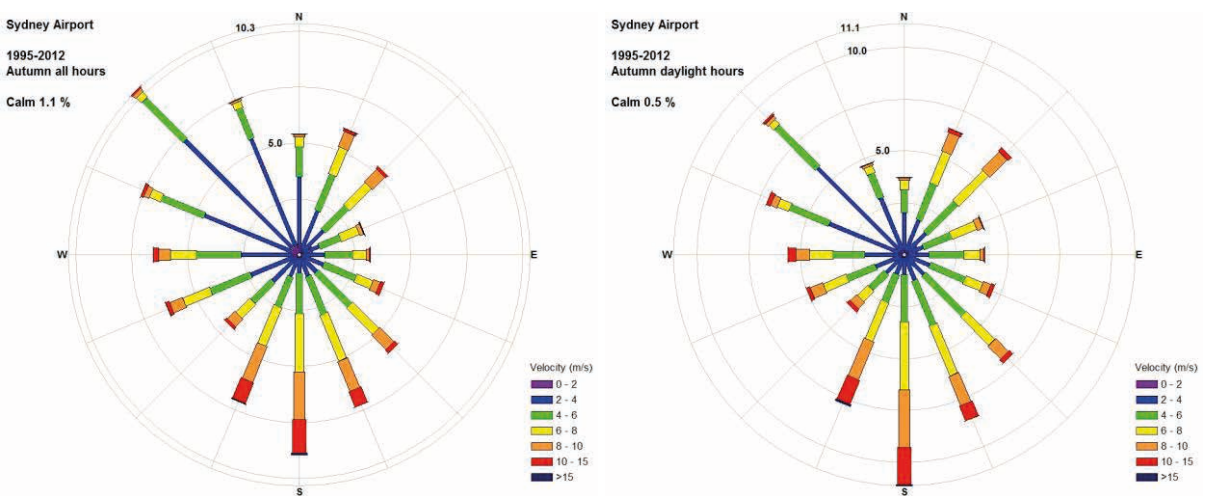 Sydney Airport
1995-2012
Autumn all hours
Calm 1.1 %
N
10.3
5.0
W
E
S
Velocity (m/s)
0 - 2
2 - 4
4 - 6
6 - 8
8 - 10
10 - 15
>15
Sydney Airport
1995-2012
Autumn daylight hours
Calm 0.5 %
N
11.1
10.0
5.0
W
E
S
Velocity (m/s)
0 - 2
2 - 4
4 - 6
6 - 8
8 - 10
10 - 15
>15